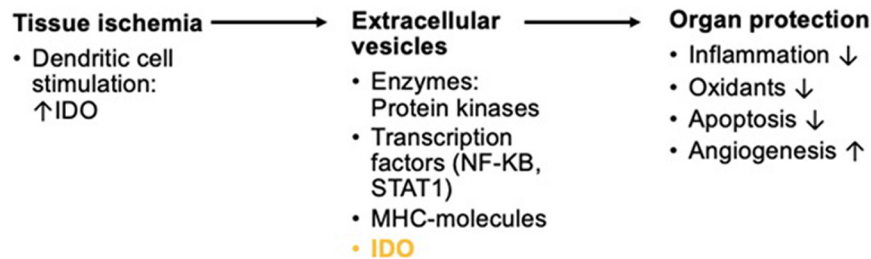 Tissue ischemia
• Dendritic cell
stimulation:
↑IDO
Extracellular
vesicles
• Enzymes:
Protein kinases
• Transcription
factors (NF-KB,
STAT1)
• MHC-molecules
• IDO
Organ protection
• Inflammation ↓
• Oxidants ↓
• Apoptosis ↓
• Angiogenesis ↑